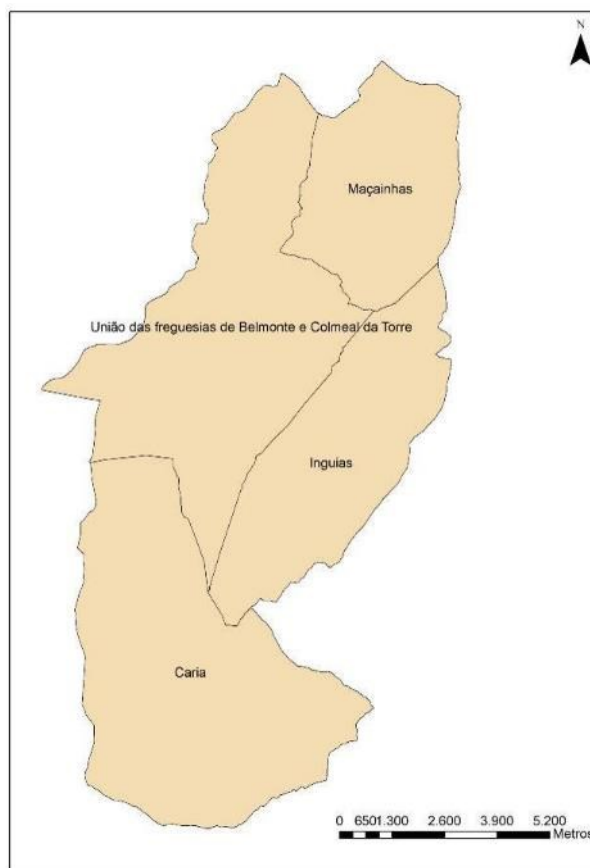 N
Maçainhas
União das freguesias de Belmonte e Colmeal da Torre
Inguias
Caria
0 6501.300 2.600 3.900 5.200
Metros